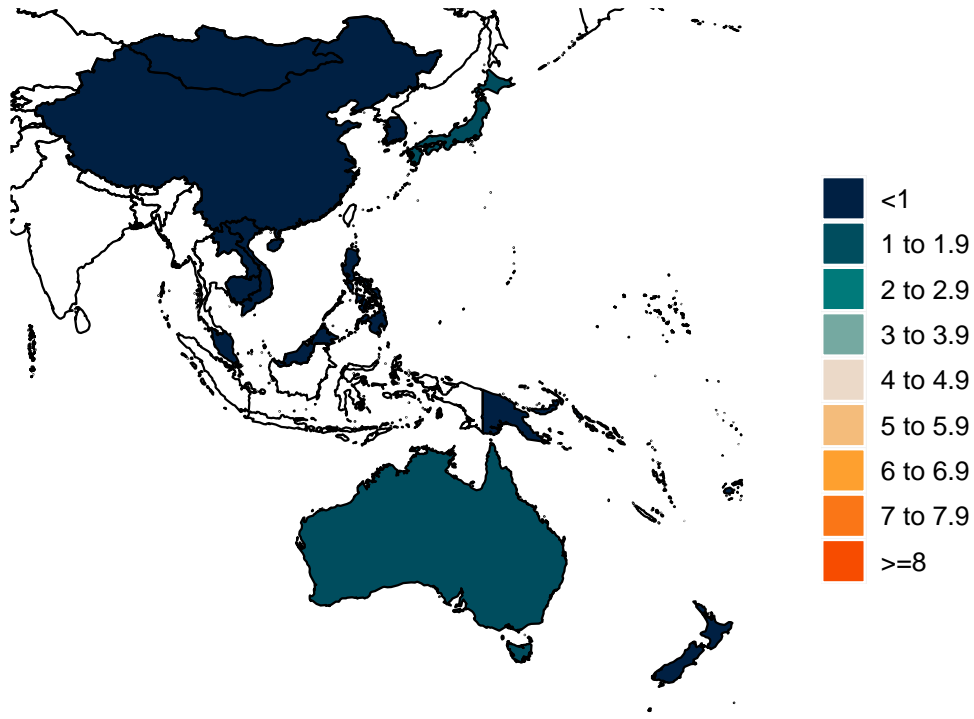 <1
1 to 1.9
2 to 2.9
3 to 3.9
4 to 4.9
5 to 5.9
6 to 6.9
7 to 7.9
>=8